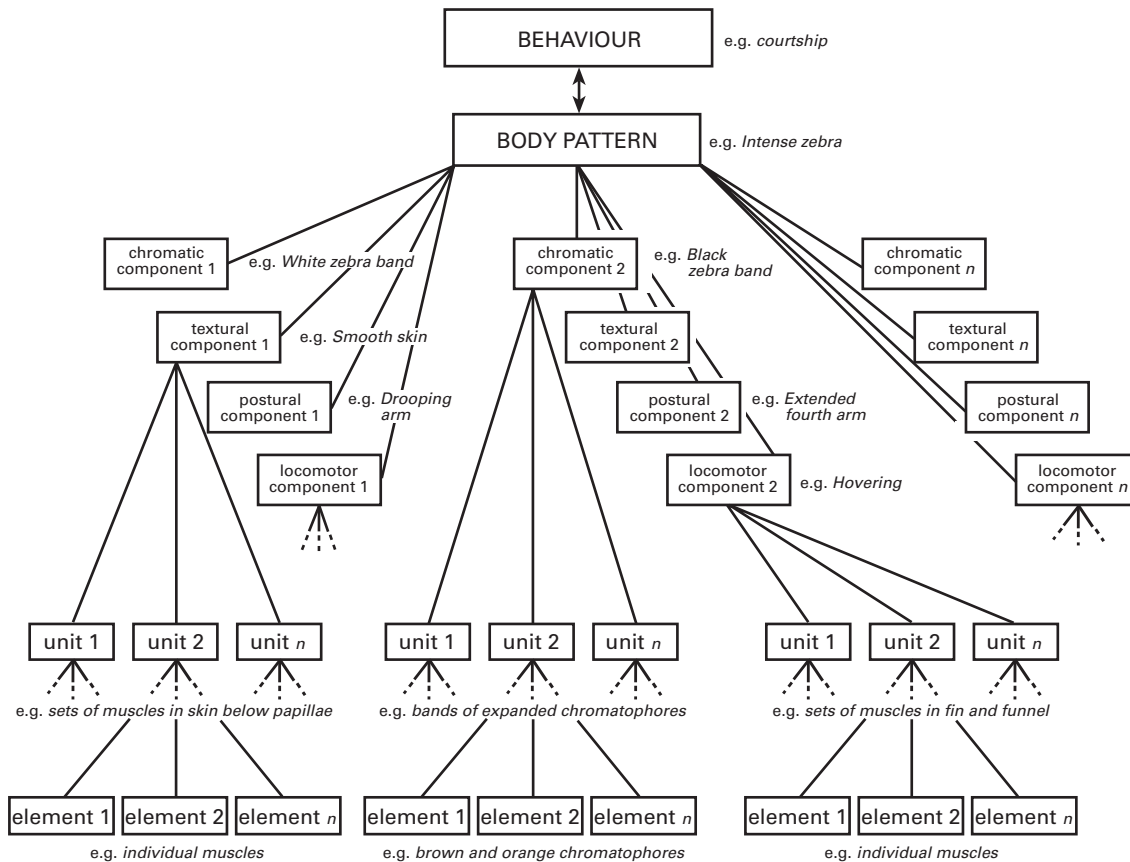 BEHAVIOUR
e.g. courtship
BODY PATTERN
e.g. Intense zebra
chromatic
component 1
e.g. White zebra band
chromatic
component 2
e.g. Black
zebra band
chromatic
component n
textural
component 1
e.g. Smooth skin
textural
component 2
textural
component n
postural
component 1
e.g. Drooping
arm
postural
component 2
e.g. Extended
fourth arm
postural
component n
locomotor
component 1
locomotor
component 2
e.g. Hovering
locomotor
component n
unit 1
unit 2
unit n
unit 1
unit 2
unit n
unit 1
unit 2
unit n
e.g. sets of muscles in skin below papillae
e.g. bands of expanded chromatophores
e.g. sets of muscles in fin and funnel
element 1
element 2
element n
element 1
element 2
element n
element 1
element 2
element n
e.g. individual muscles
e.g. brown and orange chromatophores
e.g. individual muscles